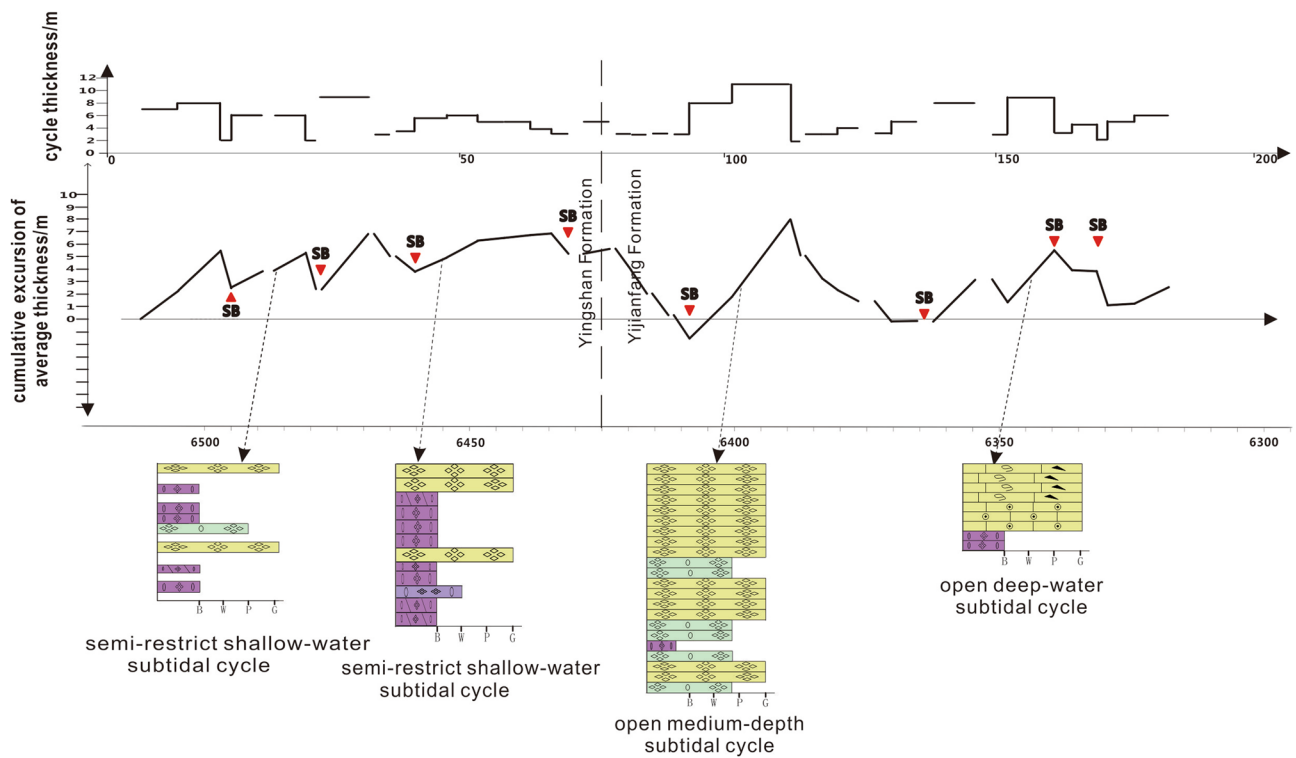 cycle thickness/m
12
10
8
6
4
2
0
0
50
100
150
200
cumulative excursion of
average thickness/m
10
9
8
7
6
5
4
3
2
1
0
SB
SB
SB
SB
SB
SB
SB
SB
Yingshan Formation
Yijianfang Formation
6500
6450
6400
6350
6300
B W P G
semi-restrict shallow-water
subtidal cycle
B W P G
semi-restrict shallow-water
subtidal cycle
B W P G
open medium-depth
subtidal cycle
B W P G
open deep-water
subtidal cycle